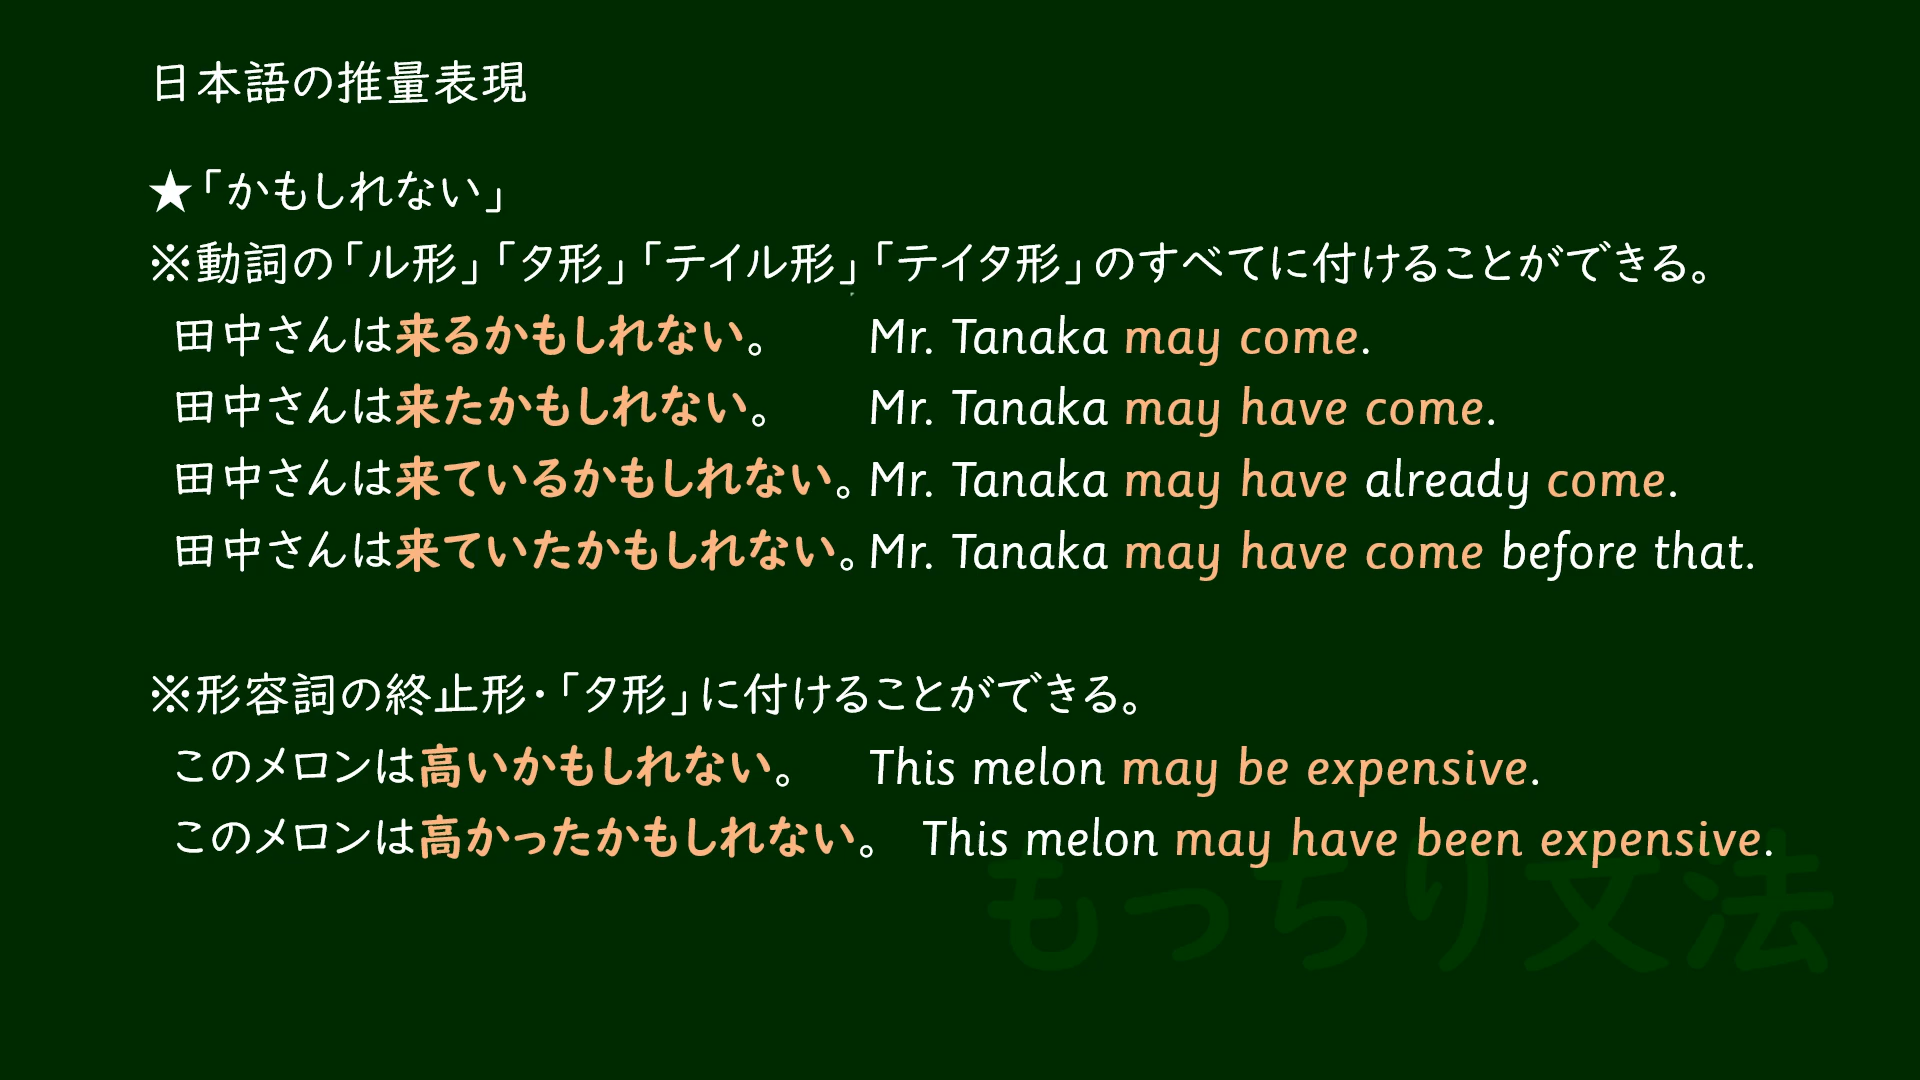 日本語の推量表現
★「かもしれない」
※動詞の「ル形」「タ形」「テイル形」「テイタ形」のすべてに付けることができる。
田中さんは来るかもしれない。 Mr. Tanaka may come.
田中さんは来たかもしれない。 Mr. Tanaka may have come.
田中さんは来ているかもしれない。 Mr. Tanaka may have already come.
田中さんは来ていたかもしれない。 Mr. Tanaka may have come before that.
※形容詞の終止形・「タ形」に付けることができる。
このメロンは高いかもしれない。 This melon may be expensive.
このメロンは高かったかもしれない。 This melon may have been expensive.
もっちり文法